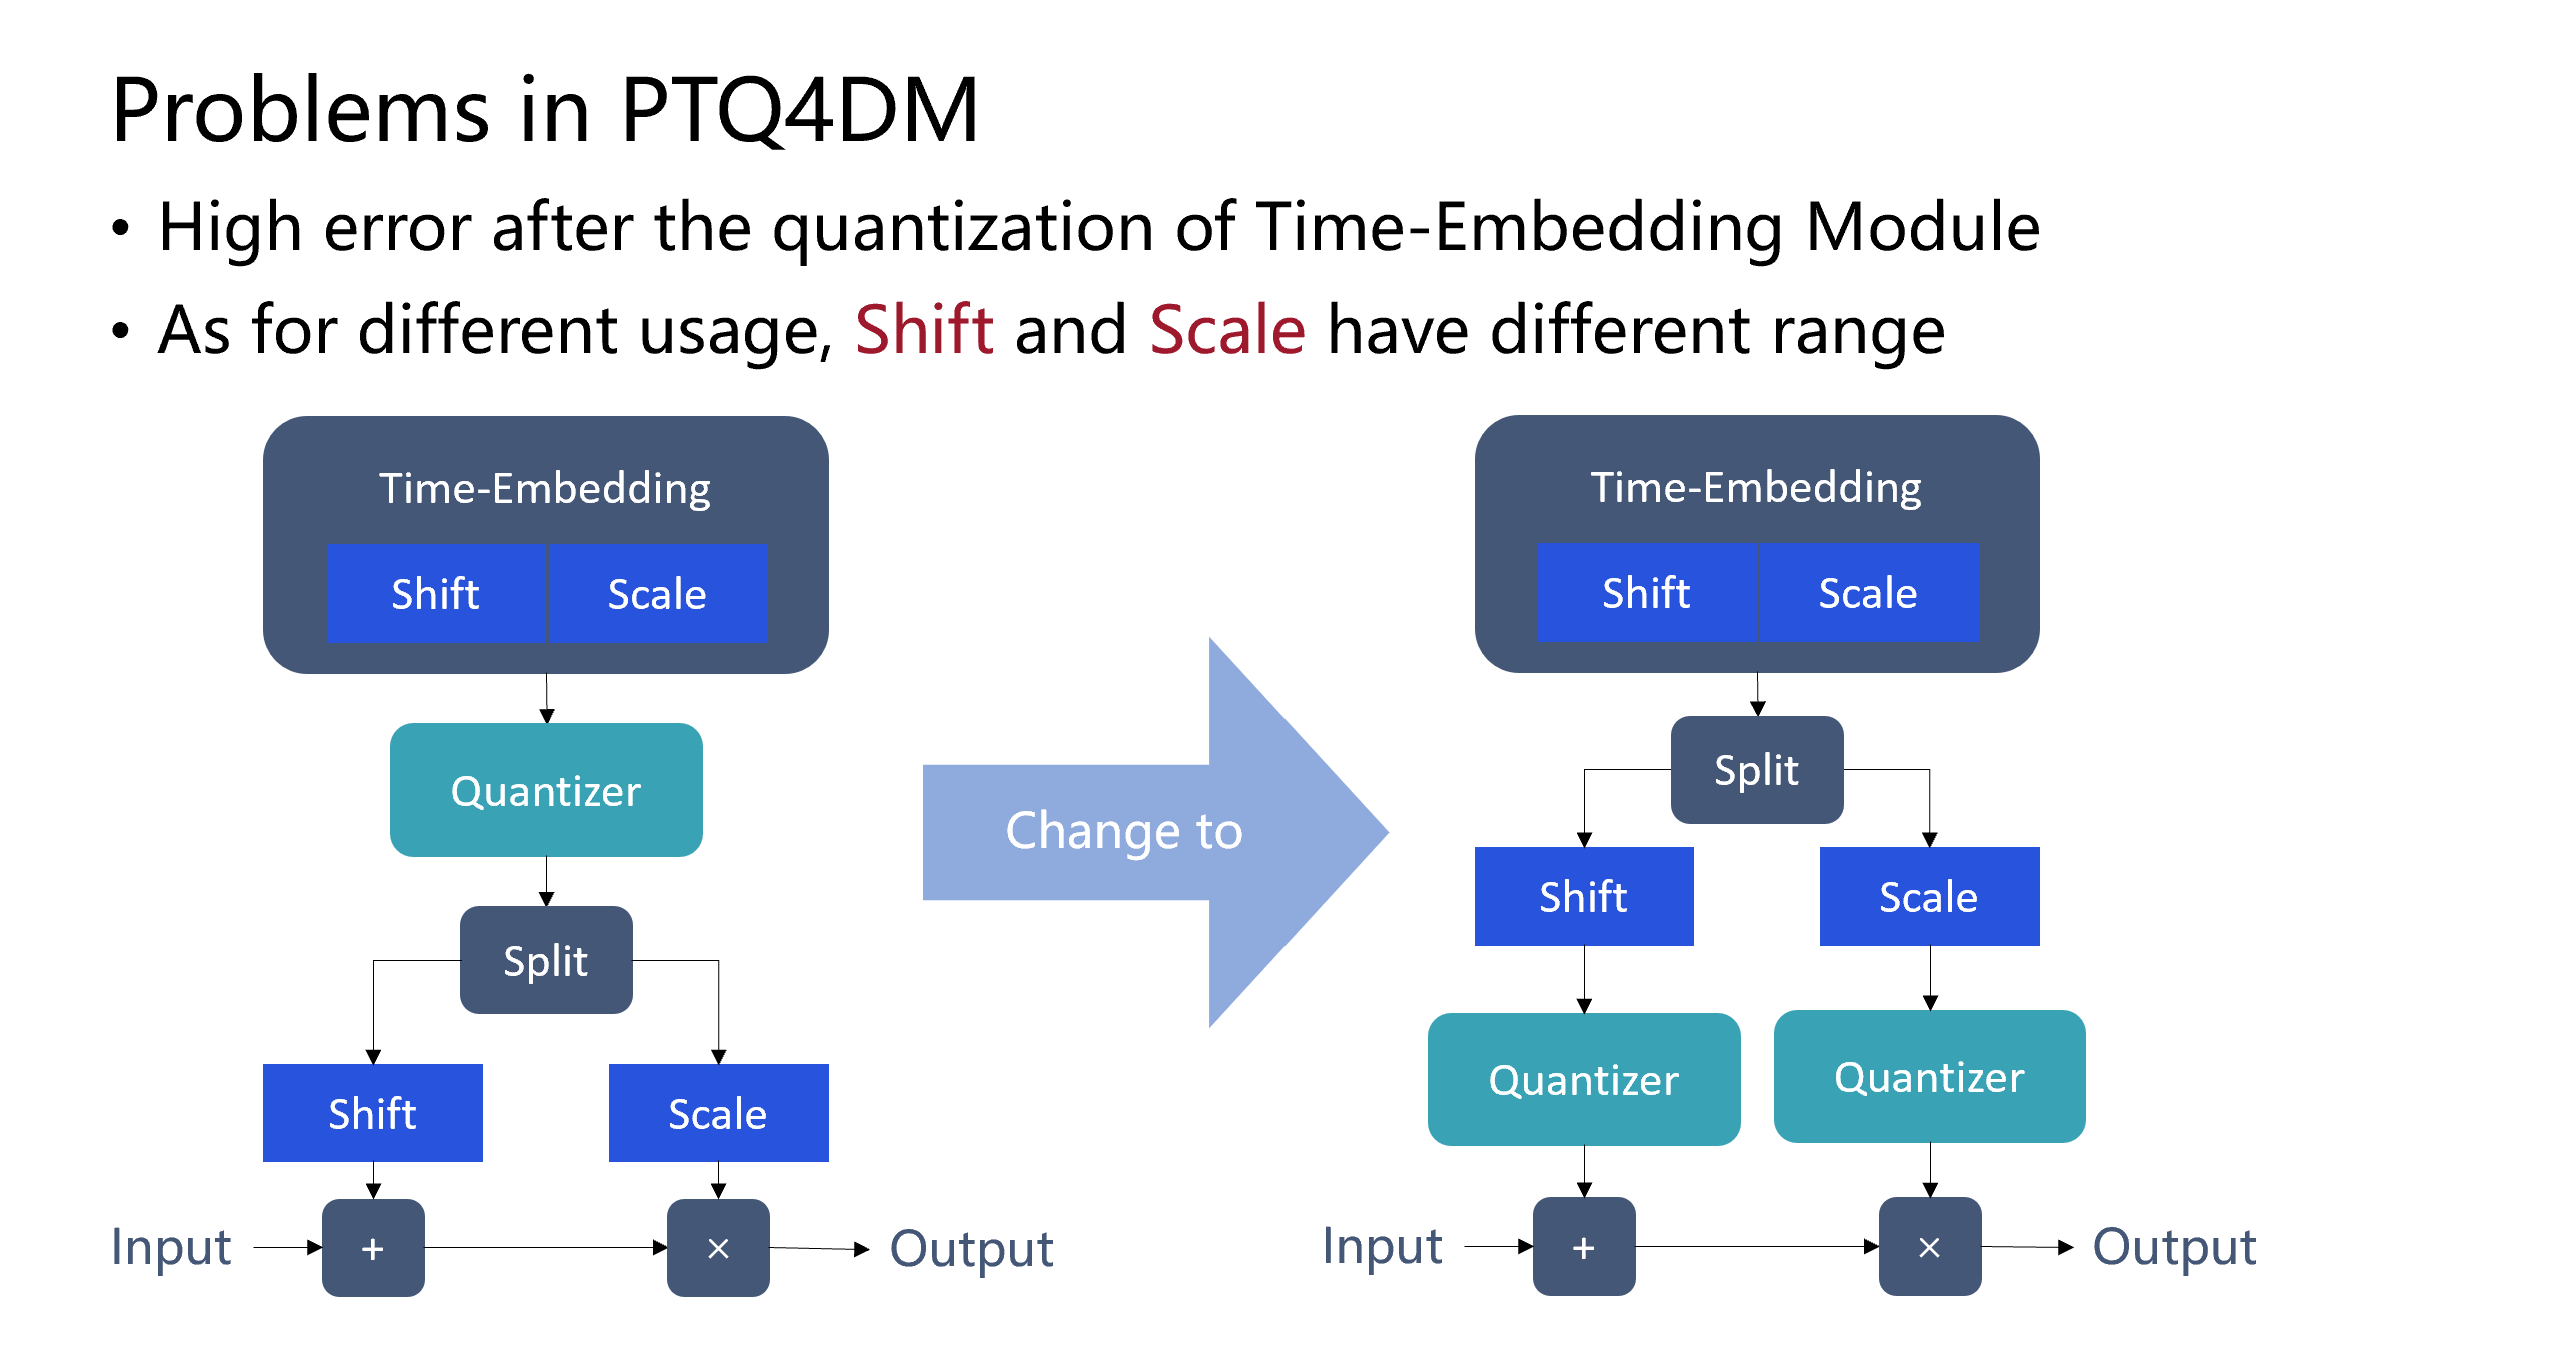 Problems in PTQ4DM
• High error after the quantization of Time-Embedding Module
• As for different usage, Shift and Scale have different range
Time-Embedding
Shift Scale
Quantizer
Split
Shift Scale
+ ×
Input Output
Change to
Time-Embedding
Shift Scale
Split
Shift Scale
Quantizer Quantizer
+ ×
Input Output